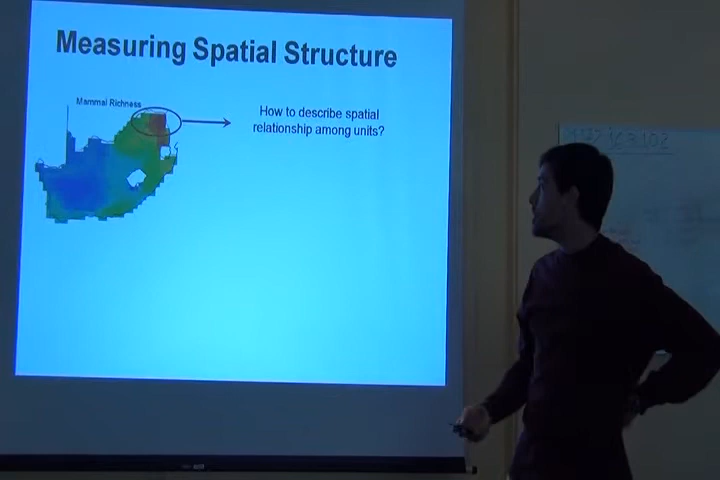 Measuring Spatial Structure
Mammal Richness
How to describe spatial
relationship among units?